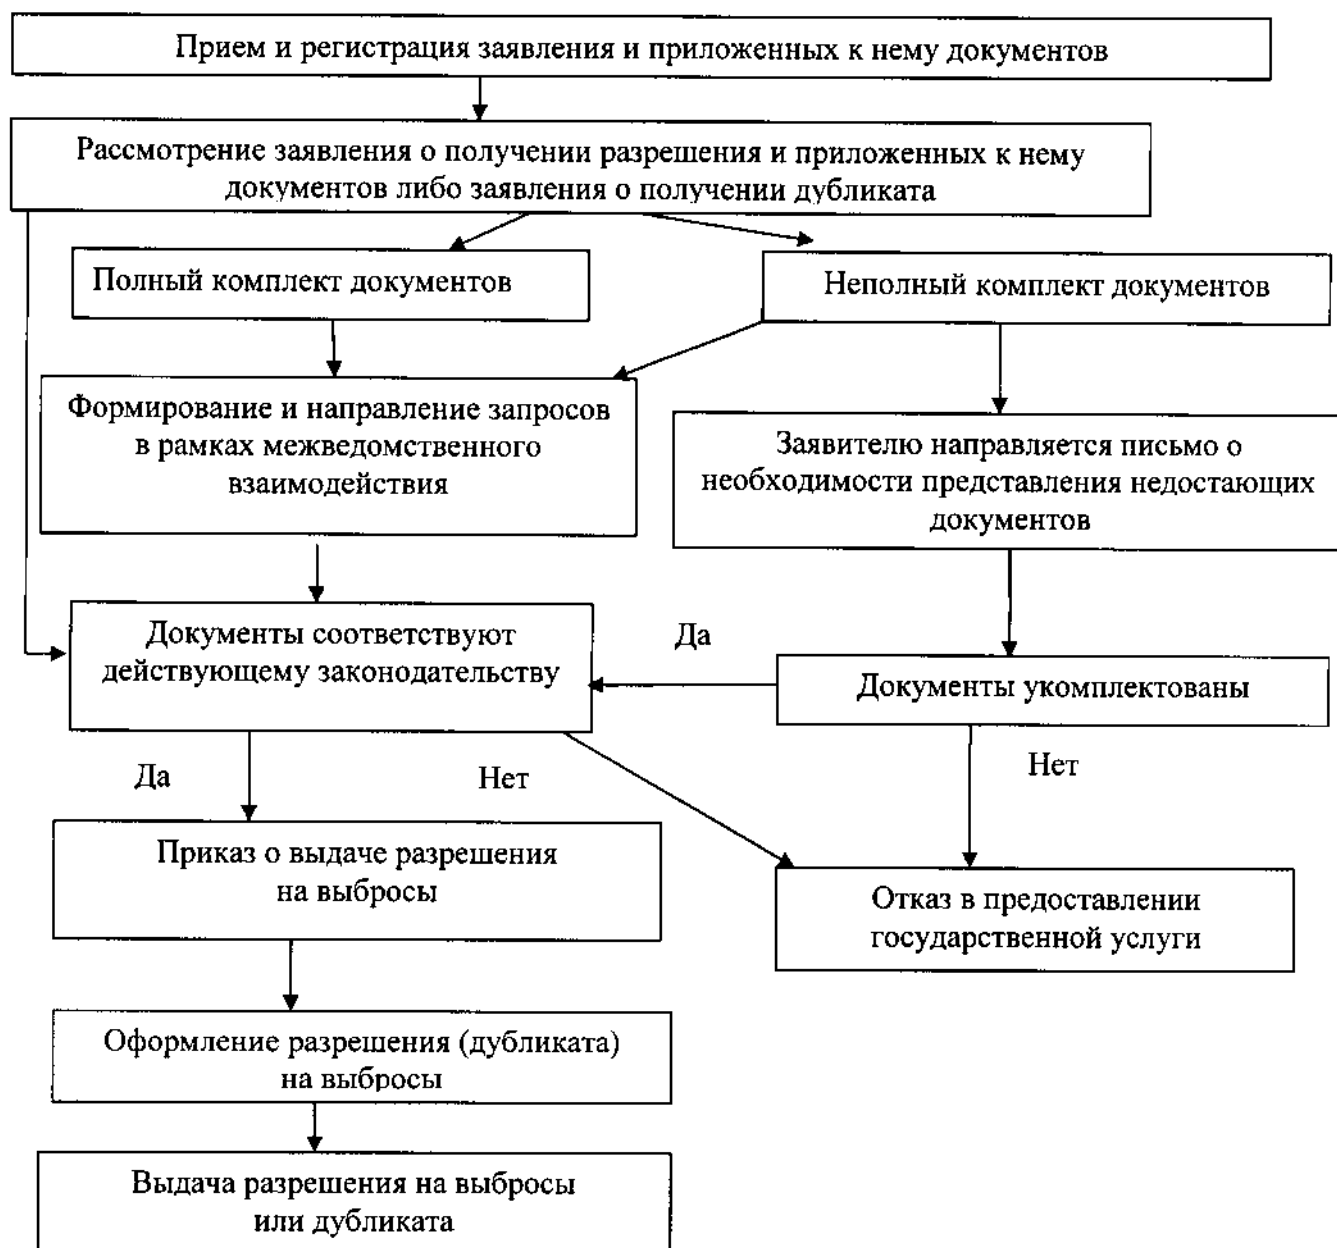 Прием и регистрация заявления и приложенных к нему документов
Рассмотрение заявления о получении разрешения и приложенных к нему
документов либо заявления о получении дубликата
Полный комплект документов
Неполный комплект документов
Формирование и направление запросов
в рамках межведомственного
взаимодействия
Заявителю направляется письмо о
необходимости представления недостающих
документов
Документы соответствуют
действующему законодательству
Да
Документы укомплектованы
Да
Нет
Нет
Приказ о выдаче разрешения
на выбросы
Отказ в предоставлении
государственной услуги
Оформление разрешения (дубликата)
на выбросы
Выдача разрешения на выбросы
или дубликата